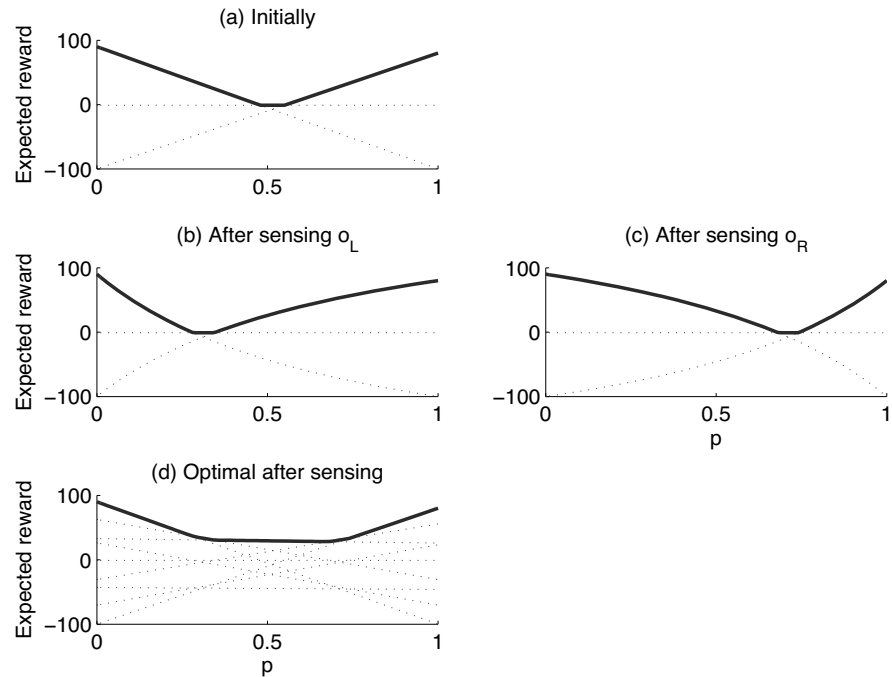 (a) Initially
Expected reward
100
0
−100
0
0.5
1
(b) After sensing o_L
Expected reward
100
0
−100
0
0.5
1
(c) After sensing o_R
100
0
−100
0
0.5
1
p
(d) Optimal after sensing
Expected reward
100
0
−100
0
0.5
1
p